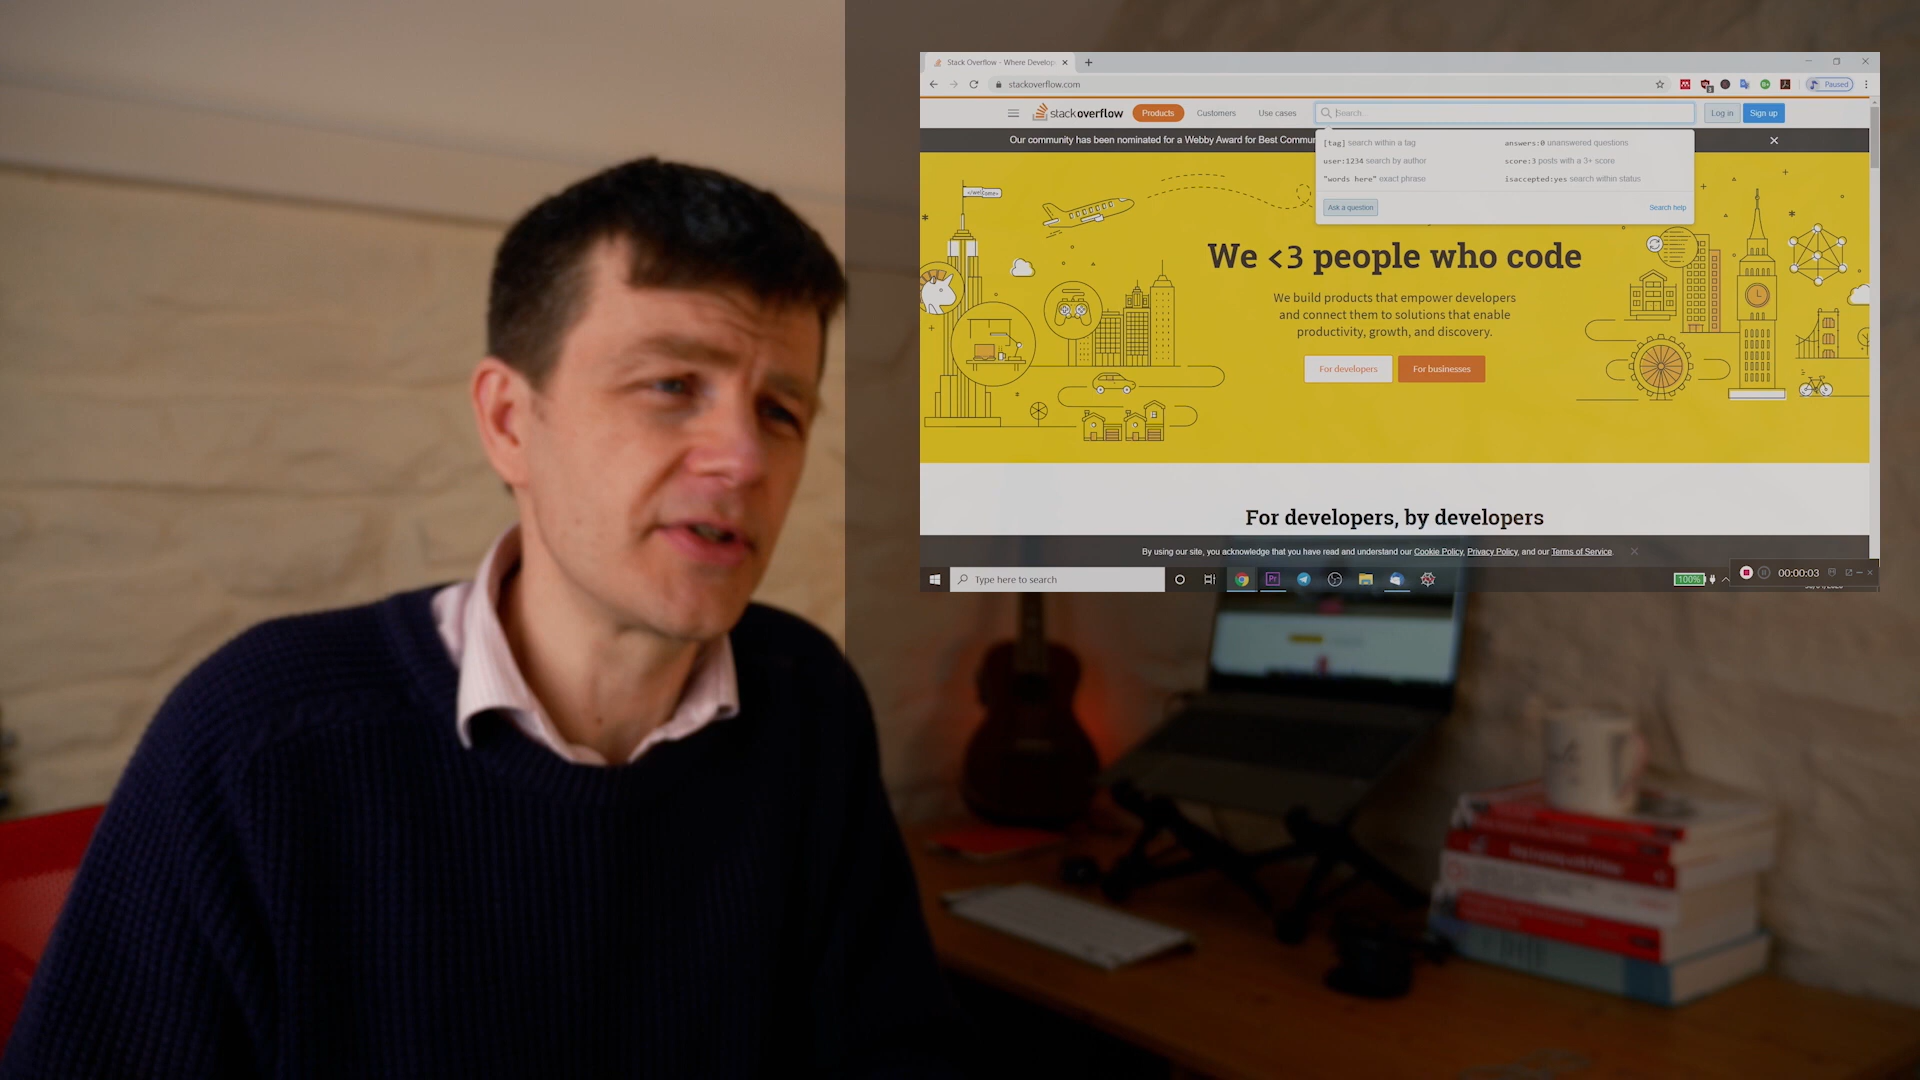 Stack Overflow - Where Develop
stackoverflow.com
Paused
stackoverflow
Products
Customers
Use cases
Search…
Log in
Sign up
Our community has been nominated for a Webby Award for Best Commun
[tag] search within a tag
answers:0 unanswered questions
user:1234 search by author
score:3 posts with a 3+ score
"words here" exact phrase
isaccepted:yes search within status
Ask a question
Search help
</welcome>
We <3 people who code
We build products that empower developers
and connect them to solutions that enable
productivity, growth, and discovery.
For developers
For businesses
For developers, by developers
By using our site, you acknowledge that you have read and understand our Cookie Policy, Privacy Policy, and our Terms of Service.
Type here to search
Pr
100%
00:00:03